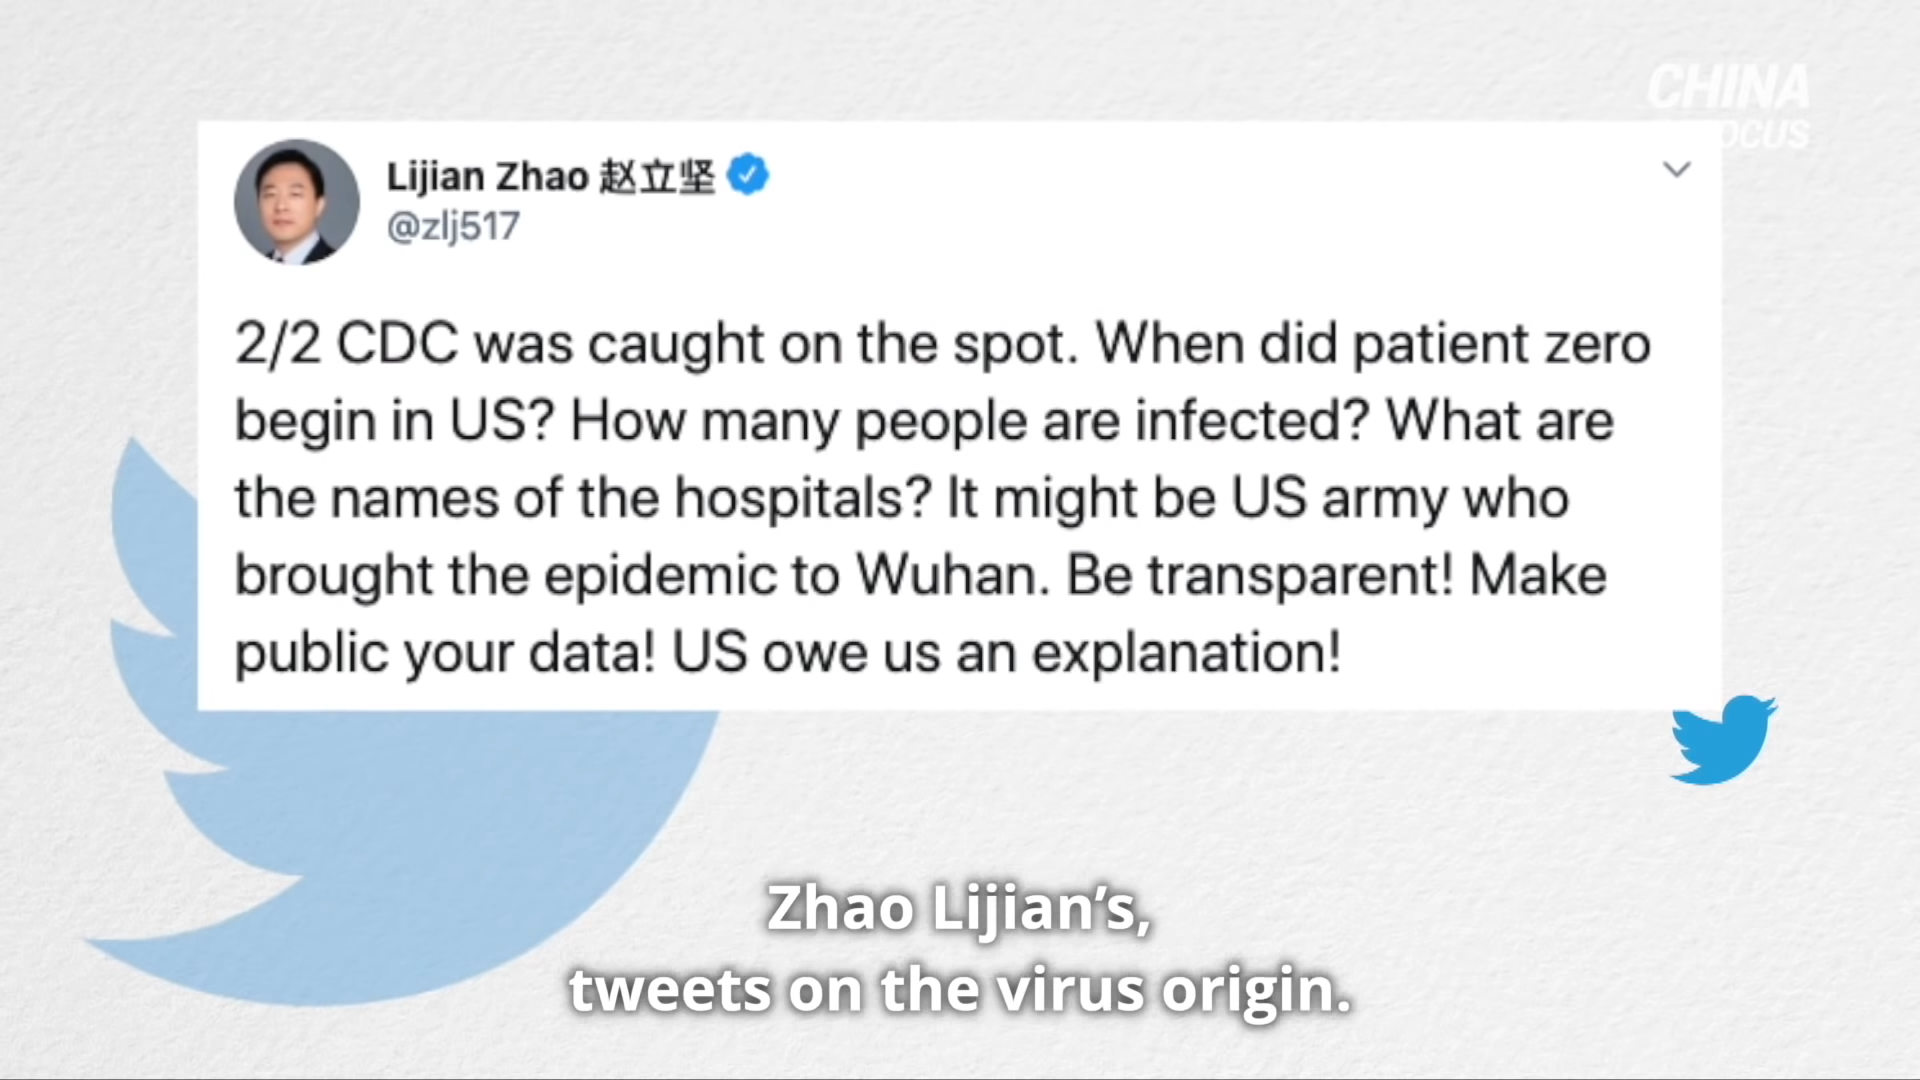 CHINA
OCUS
Lijian Zhao 赵立坚
@zlj517
2/2 CDC was caught on the spot. When did patient zero
begin in US? How many people are infected? What are
the names of the hospitals? It might be US army who
brought the epidemic to Wuhan. Be transparent! Make
public your data! US owe us an explanation!
Zhao Lijian’s,
tweets on the virus origin.